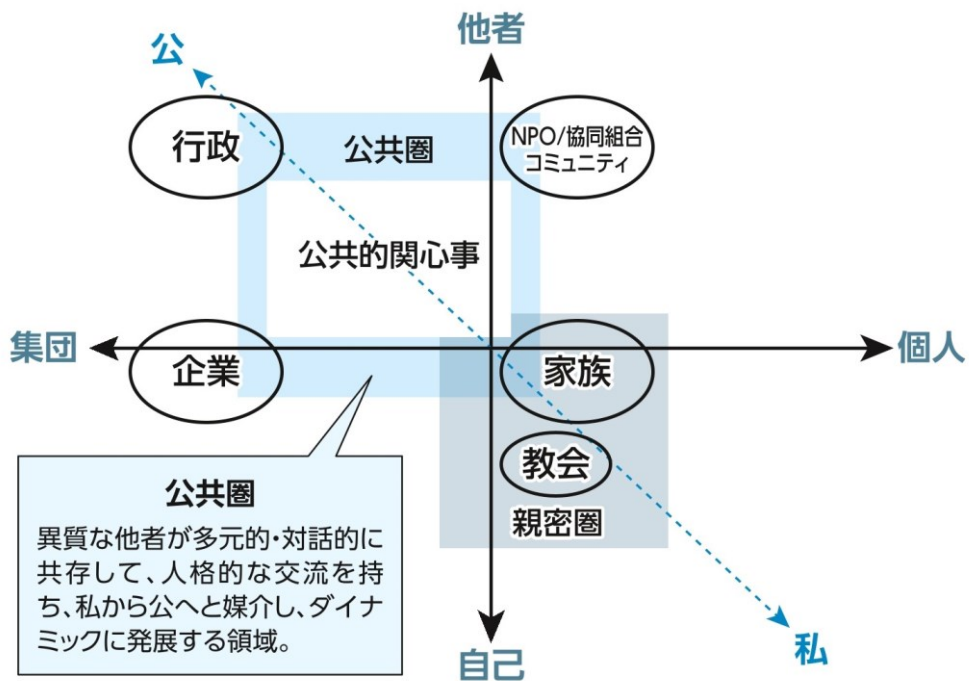 他者
公
行政
公共圏
NPO/協同組合
コミュニティ
公共的関心事
集団
個人
企業
家族
教会
親密圏
公共圏
異質な他者が多元的・対話的に
共存して、人格的な交流を持
ち、私から公へと媒介し、ダイナ
ミックに発展する領域。
自己
私